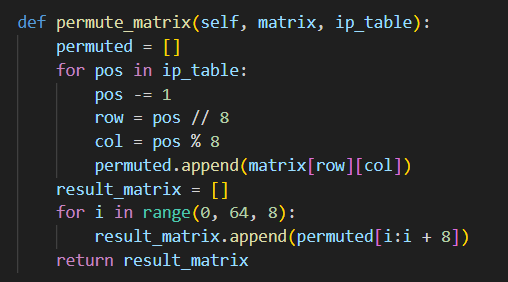 def permute_matrix(self, matrix, ip_table):
    permuted = []
    for pos in ip_table:
        pos -= 1
        row = pos // 8
        col = pos % 8
        permuted.append(matrix[row][col])
    result_matrix = []
    for i in range(0, 64, 8):
        result_matrix.append(permuted[i:i + 8])
    return result_matrix